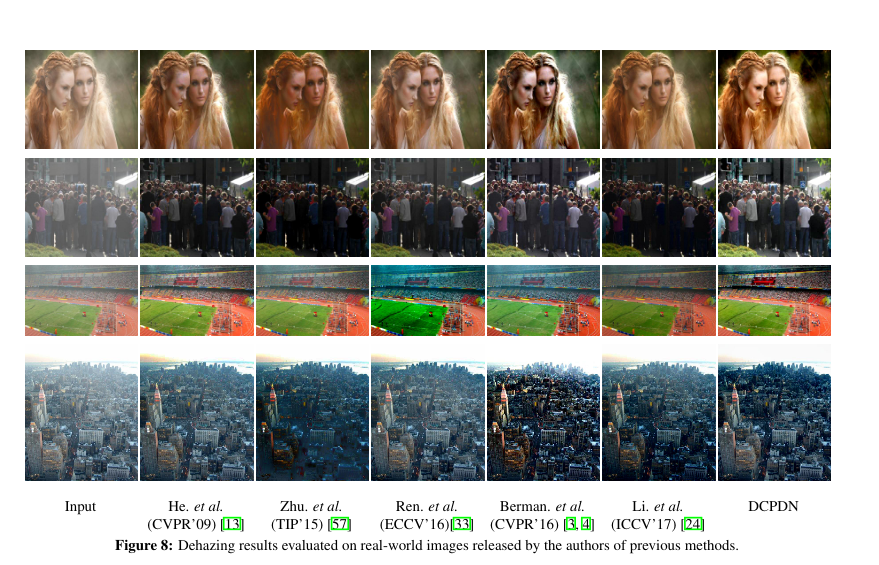 Input
He. et al.
(CVPR'09) [13]
Zhu. et al.
(TIP'15) [57]
Ren. et al.
(ECCV'16)[33]
Berman. et al.
(CVPR'16) [3, 4]
Li. et al.
(ICCV'17) [24]
DCPDN
Figure 8: Dehazing results evaluated on real-world images released by the authors of previous methods.